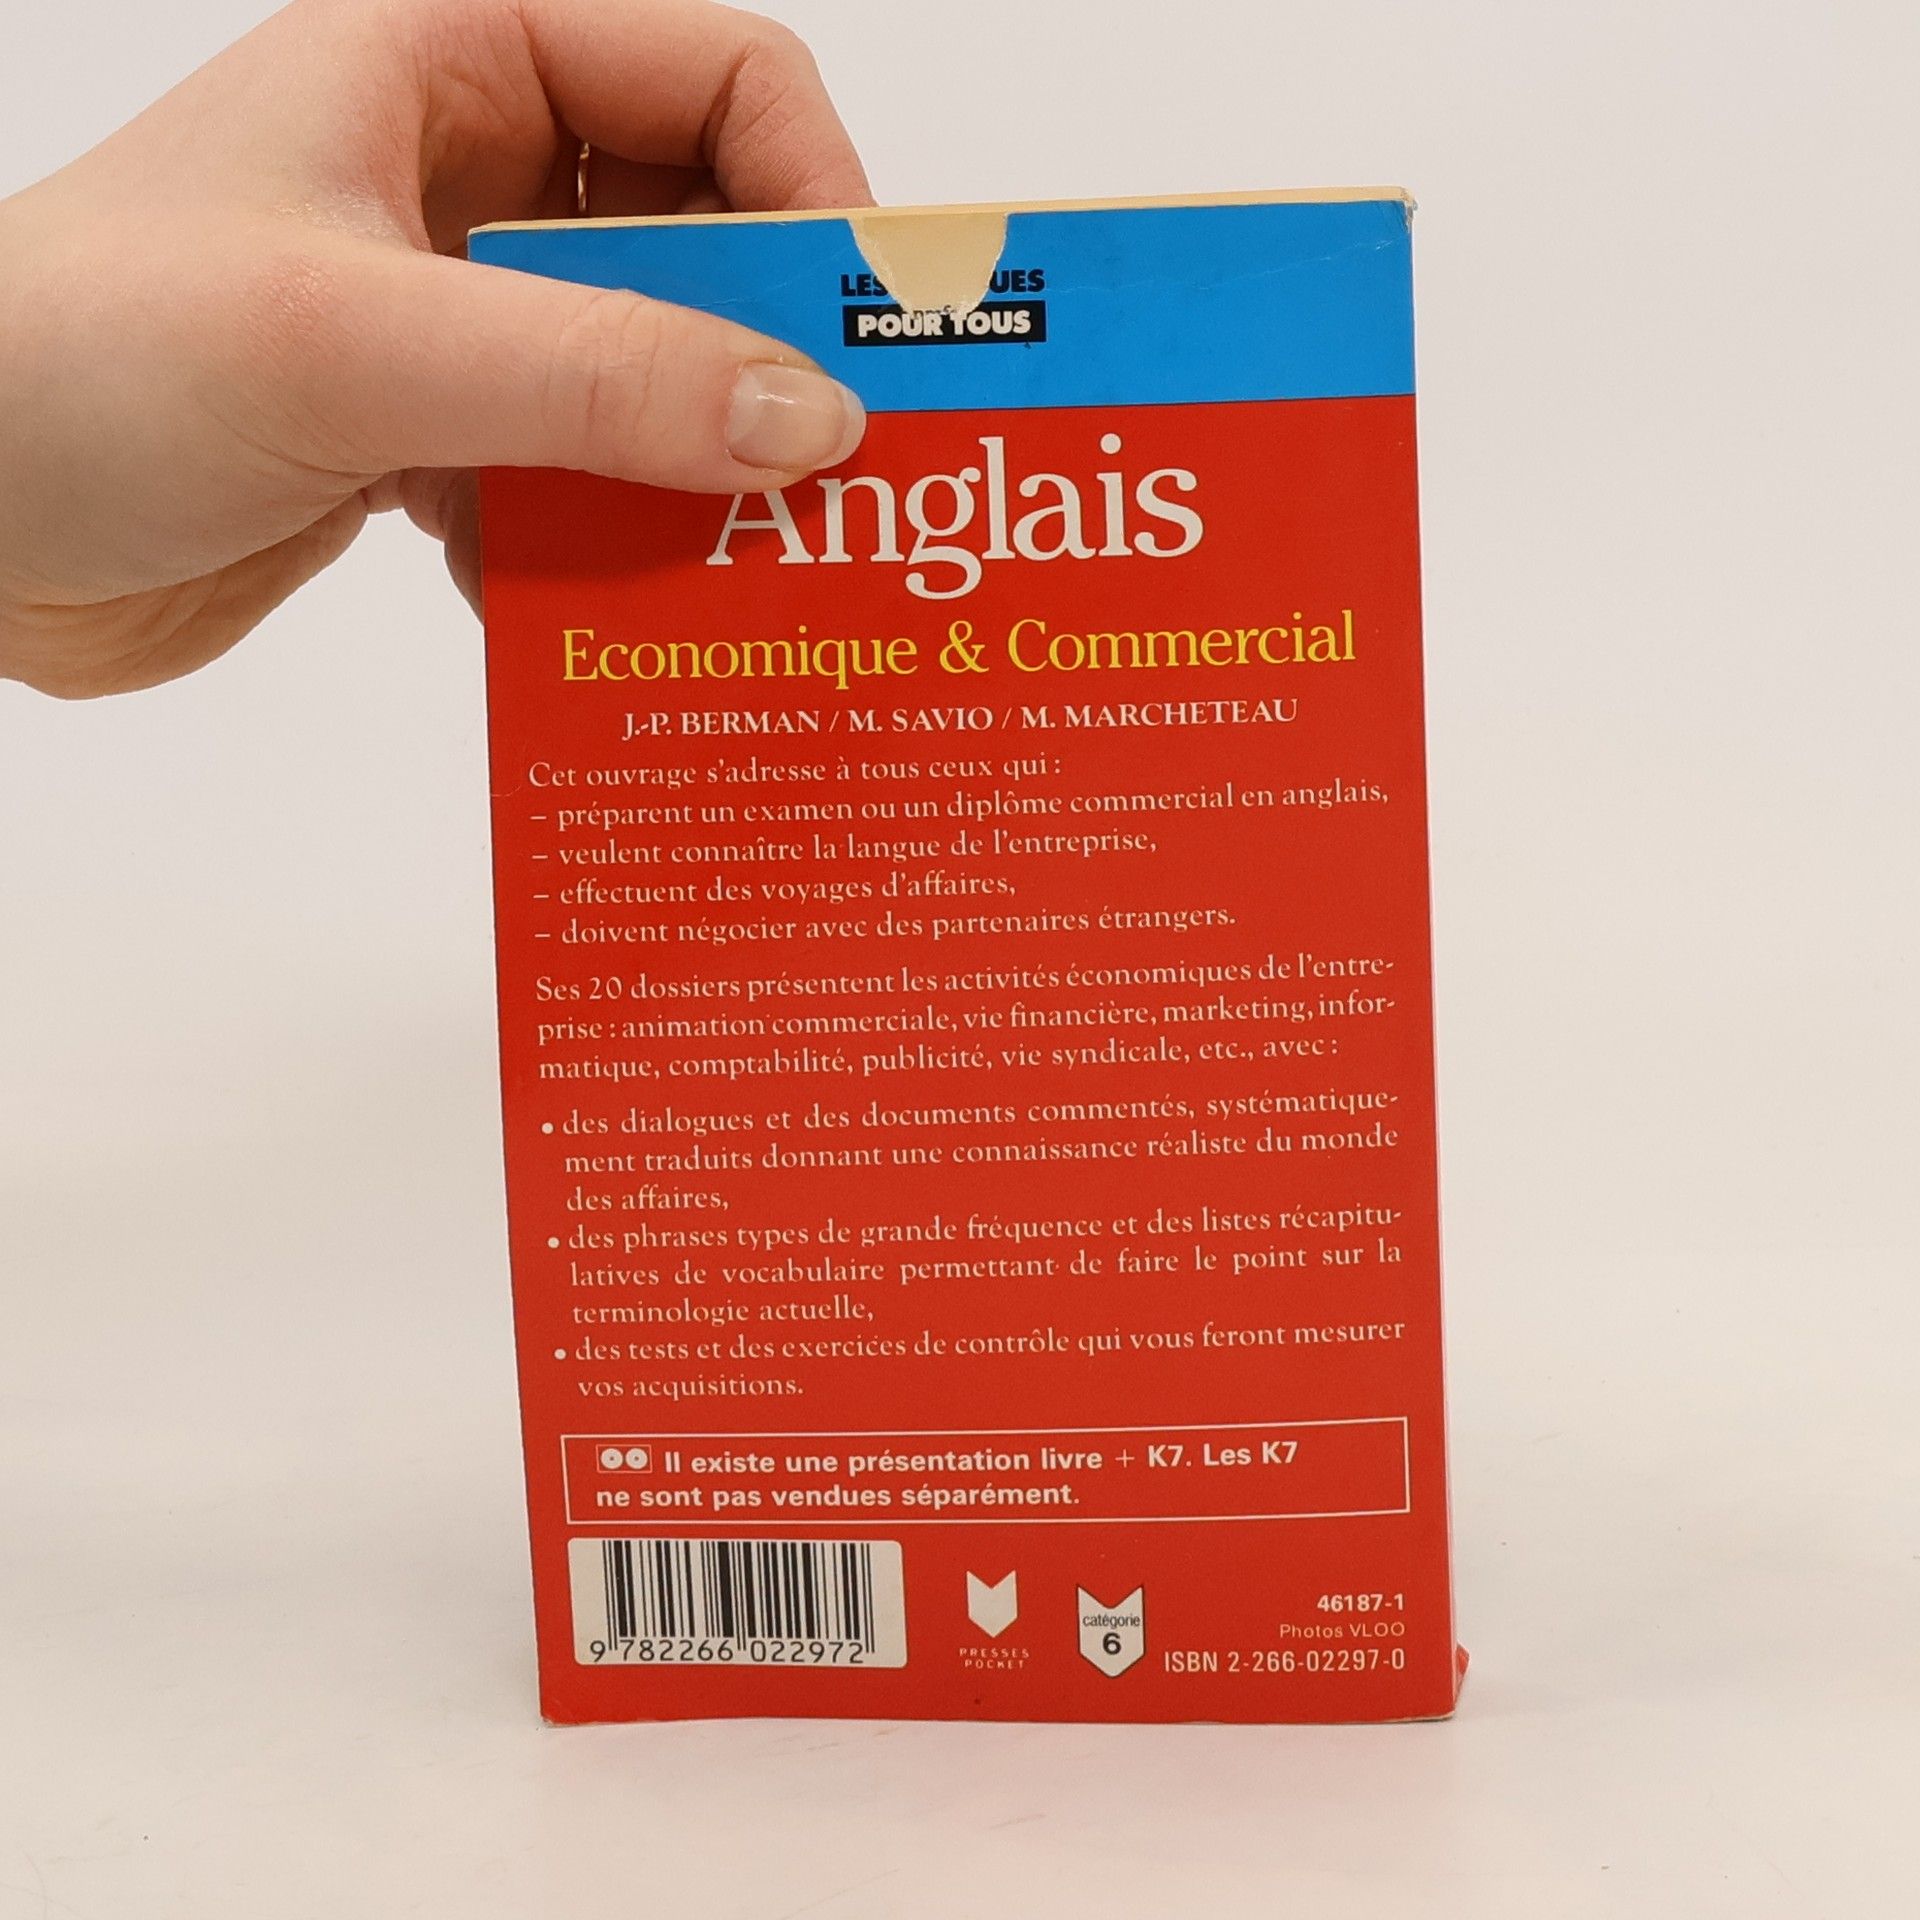 LES
POUR TOUS
Anglais
Economique & Commercial
J.-P. BERMAN / M. SAVIO / M. MARCHETEAU
Cet ouvrage s'adresse à tous ceux qui :
– préparent un examen ou un diplôme commercial en anglais,
– veulent connaître la langue de l'entreprise,
– effectuent des voyages d'affaires,
– doivent négocier avec des partenaires étrangers.
Ses 20 dossiers présentent les activités économiques de l'entre-
prise : animation commerciale, vie financière, marketing, infor-
matique, comptabilité, publicité, vie syndicale, etc., avec :
• des dialogues et des documents commentés, systématique-
ment traduits donnant une connaissance réaliste du monde
des affaires,
• des phrases types de grande fréquence et des listes récapitu-
latives de vocabulaire permettant de faire le point sur la
terminologie actuelle,
• des tests et des exercices de contrôle qui vous feront mesurer
vos acquisitions.
Il existe une présentation livre + K7. Les K7
ne sont pas vendues séparément.
9 782266 022972
PRESSES
POCKET
catégorie
6
46187-1
Photos VLOO
ISBN 2-266-02297-0